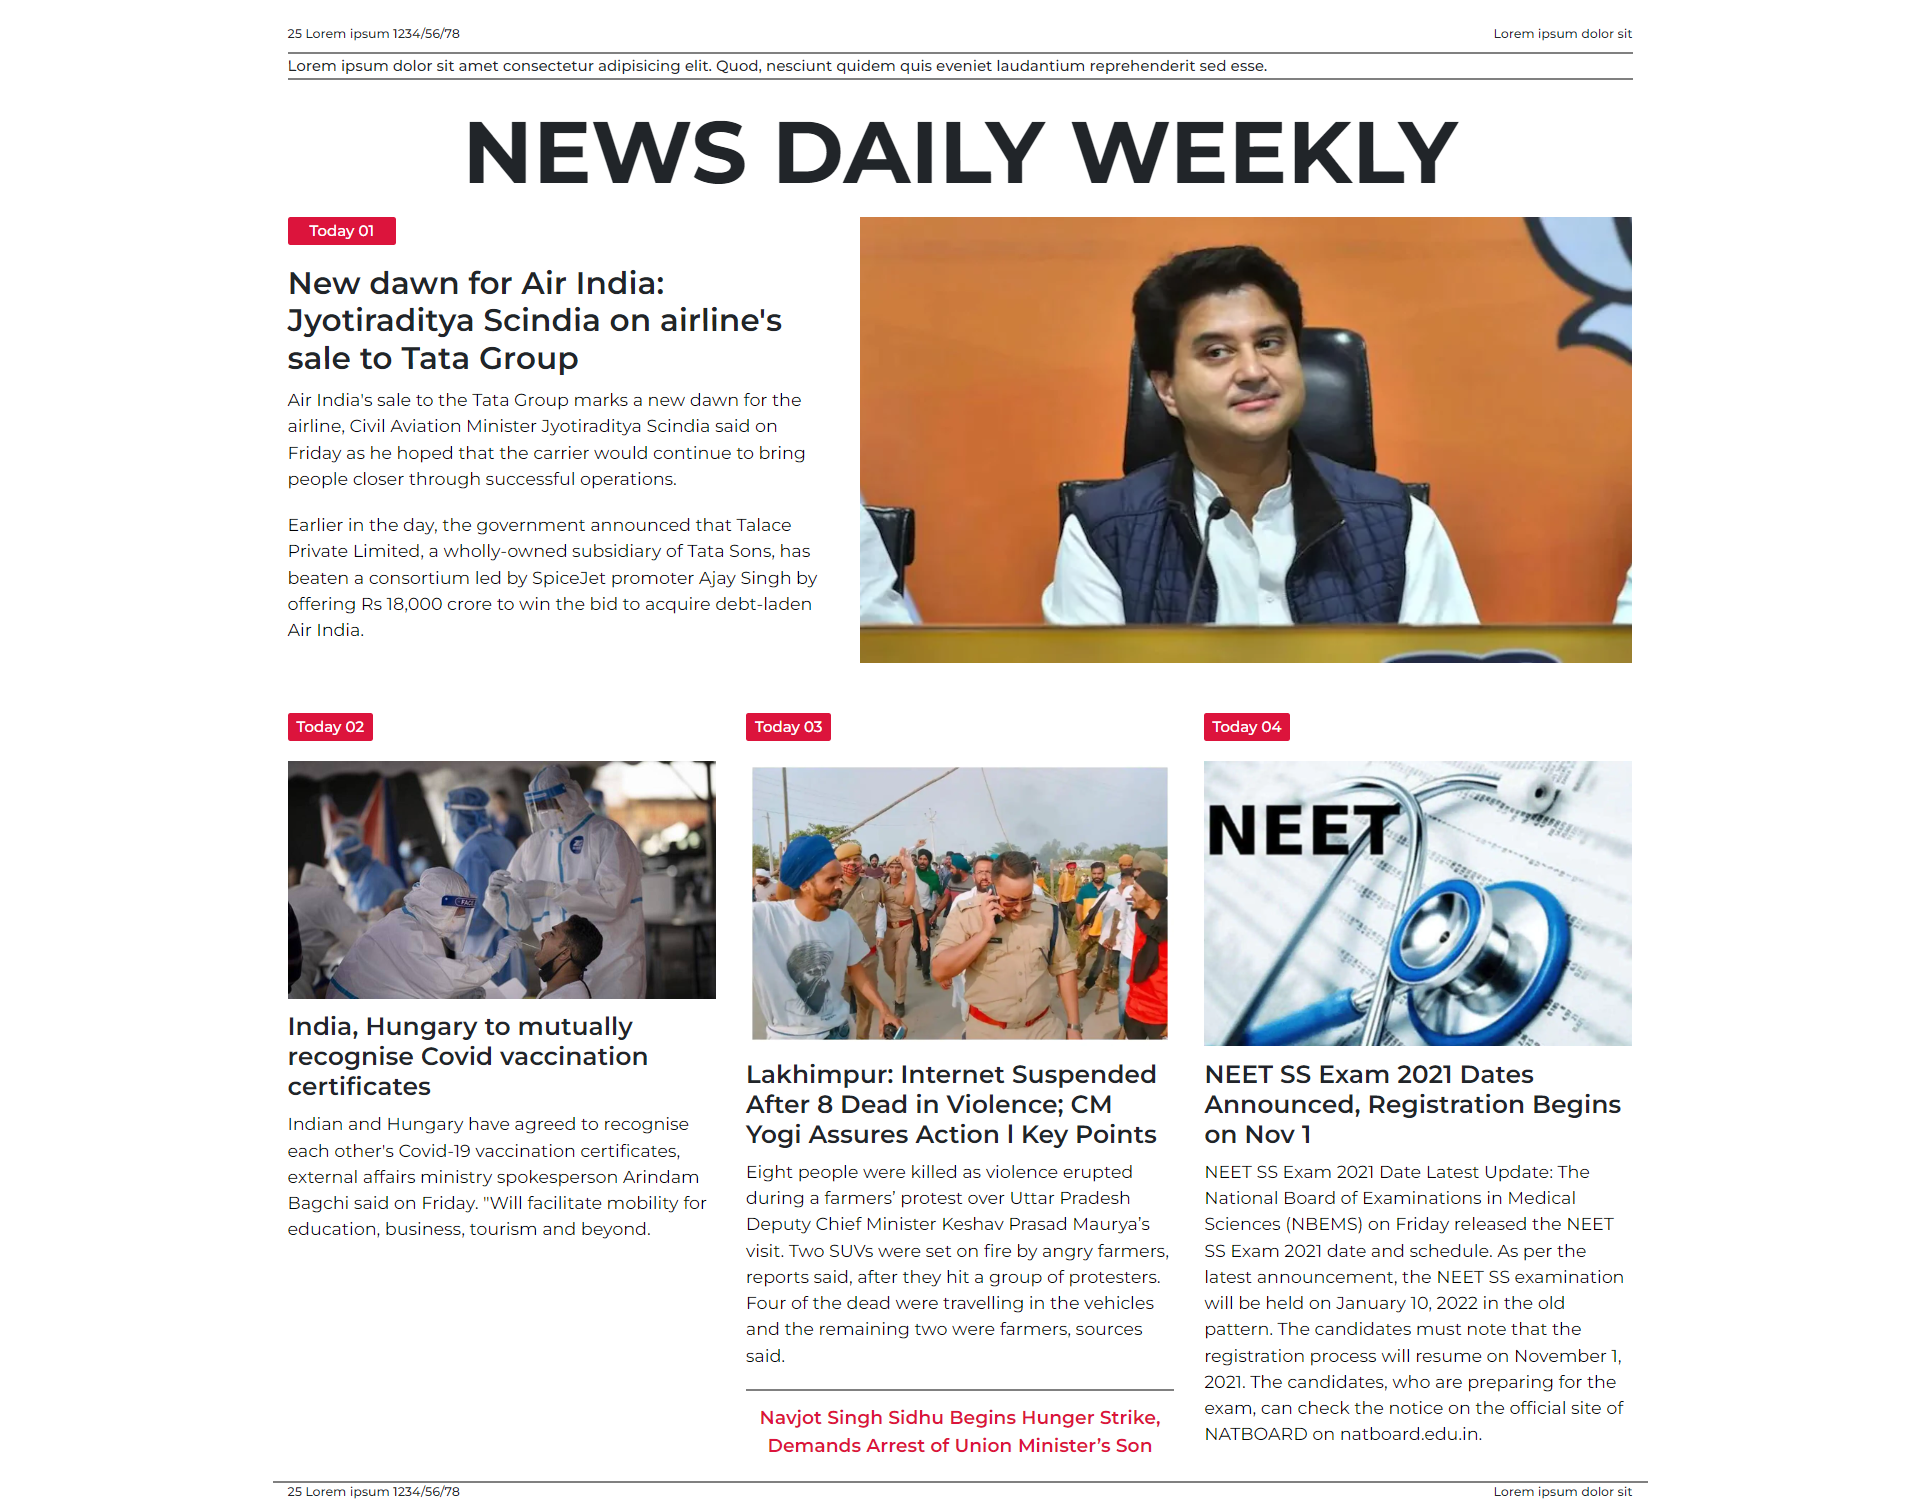 25 Lorem ipsum 1234/56/78
Lorem ipsum dolor sit
Lorem ipsum dolor sit amet consectetur adipisicing elit. Quod, nesciunt quidem quis eveniet laudantium reprehenderit sed esse.
NEWS DAILY WEEKLY
Today 01
New dawn for Air India:
Jyotiraditya Scindia on airline's
sale to Tata Group
Air India's sale to the Tata Group marks a new dawn for the
airline, Civil Aviation Minister Jyotiraditya Scindia said on
Friday as he hoped that the carrier would continue to bring
people closer through successful operations.
Earlier in the day, the government announced that Talace
Private Limited, a wholly-owned subsidiary of Tata Sons, has
beaten a consortium led by SpiceJet promoter Ajay Singh by
offering Rs 18,000 crore to win the bid to acquire debt-laden
Air India.
Today 02
India, Hungary to mutually
recognise Covid vaccination
certificates
Indian and Hungary have agreed to recognise
each other's Covid-19 vaccination certificates,
external affairs ministry spokesperson Arindam
Bagchi said on Friday. "Will facilitate mobility for
education, business, tourism and beyond.
Today 03
Lakhimpur: Internet Suspended
After 8 Dead in Violence; CM
Yogi Assures Action l Key Points
Eight people were killed as violence erupted
during a farmers’ protest over Uttar Pradesh
Deputy Chief Minister Keshav Prasad Maurya’s
visit. Two SUVs were set on fire by angry farmers,
reports said, after they hit a group of protesters.
Four of the dead were travelling in the vehicles
and the remaining two were farmers, sources
said.
Navjot Singh Sidhu Begins Hunger Strike,
Demands Arrest of Union Minister’s Son
Today 04
NEET
NEET SS Exam 2021 Dates
Announced, Registration Begins
on Nov 1
NEET SS Exam 2021 Date Latest Update: The
National Board of Examinations in Medical
Sciences (NBEMS) on Friday released the NEET
SS Exam 2021 date and schedule. As per the
latest announcement, the NEET SS examination
will be held on January 10, 2022 in the old
pattern. The candidates must note that the
registration process will resume on November 1,
2021. The candidates, who are preparing for the
exam, can check the notice on the official site of
NATBOARD on natboard.edu.in.
25 Lorem ipsum 1234/56/78
Lorem ipsum dolor sit